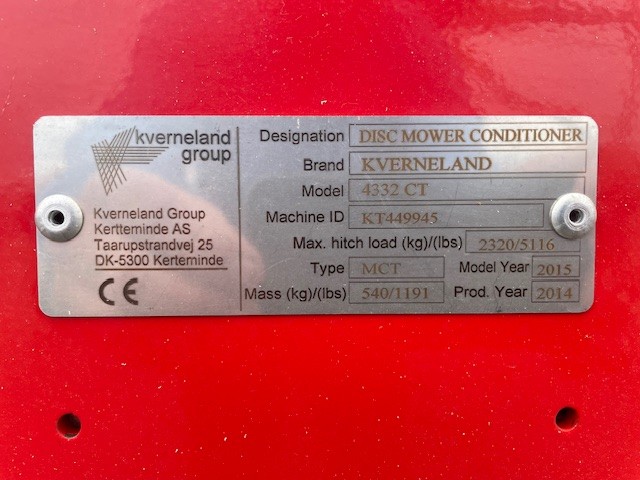 kverneland
group
Kverneland Group
Kertteminde AS
Taarupstrandvej 25
DK-5300 Kerteminde
CE
Designation DISC MOWER CONDITIONER
Brand KVERNELAND
Model 4332 CT
Machine ID KT449945
Max. hitch load (kg)/(lbs) 2320/5116
Type MCT Model Year 2015
Mass (kg)/(lbs) 540/1191 Prod. Year 2014